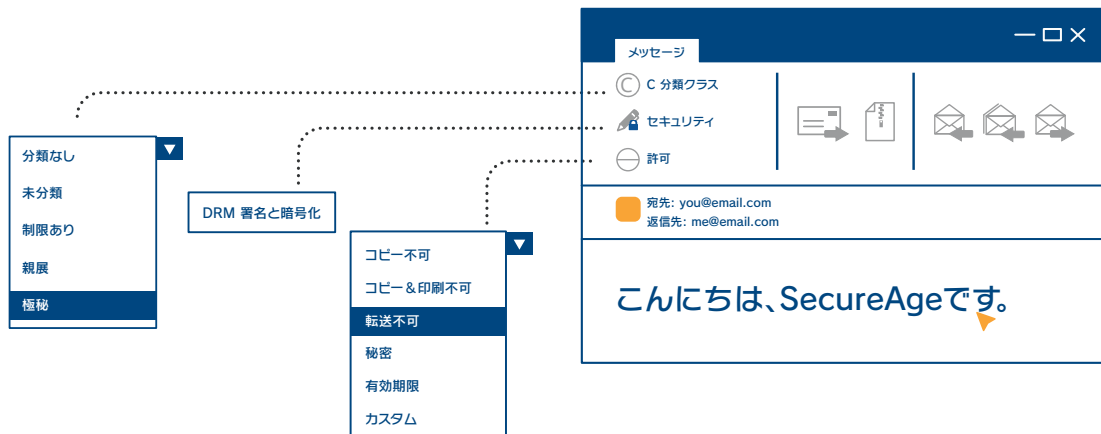 メッセージ
C 分類クラス
セキュリティ
許可
宛先: you@email.com
返信先: me@email.com
こんにちは、SecureAgeです。
分類なし
未分類
制限あり
親展
極秘
DRM 署名と暗号化
コピー不可
コピー＆印刷不可
転送不可
秘密
有効期限
カスタム